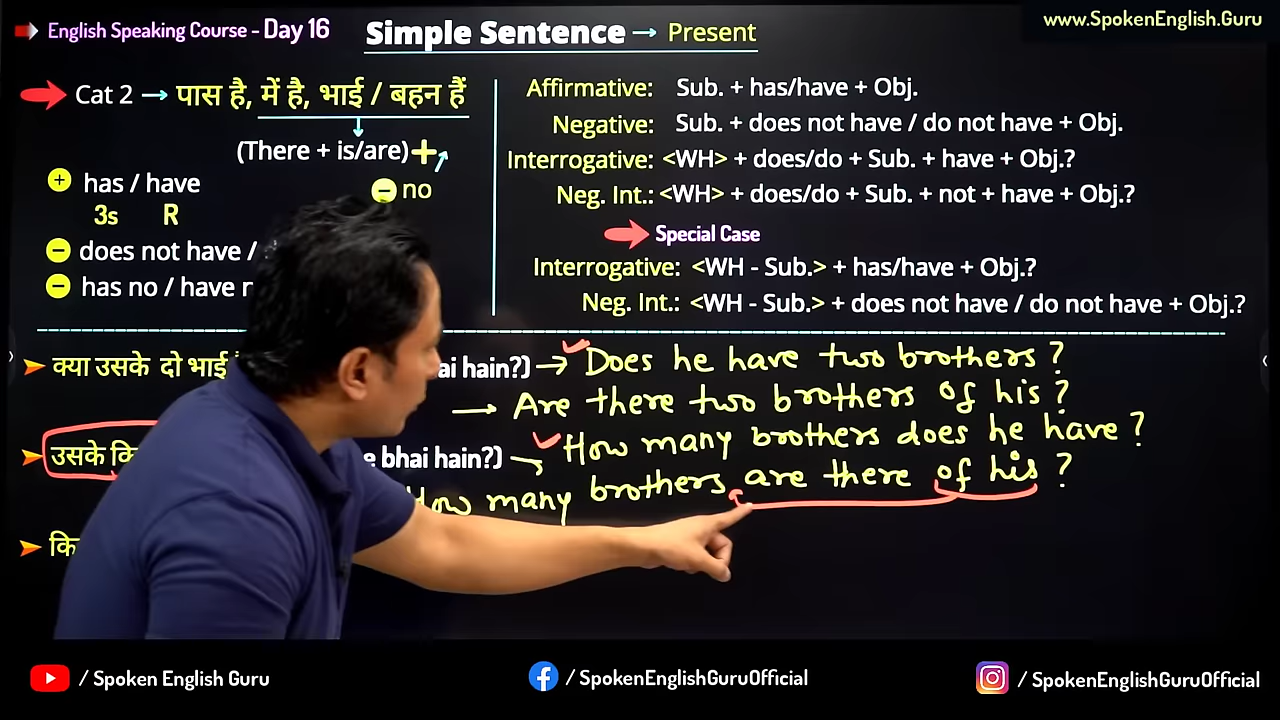 English Speaking Course - Day 16
Simple Sentence → Present
www.SpokenEnglish.Guru
Cat 2 → पास है, में है, भाई / बहन हैं
(There + is/are) +
- no
+ has / have
3s R
- does not have /
- has no / have
Affirmative: Sub. + has/have + Obj.
Negative: Sub. + does not have / do not have + Obj.
Interrogative: <WH> + does/do + Sub. + have + Obj.?
Neg. Int.: <WH> + does/do + Sub. + not + have + Obj.?
Special Case
Interrogative: <WH - Sub.> + has/have + Obj.?
Neg. Int.: <WH - Sub.> + does not have / do not have + Obj.?
क्या उसके दो भाई hain?) → Does he have two brothers ?
→ Are there two brothers of his ?
उसके bhai hain?) → How many brothers does he have ?
How many brothers are there of his ?
/ Spoken English Guru
/ SpokenEnglishGuruOfficial
/ SpokenEnglishGuruOfficial